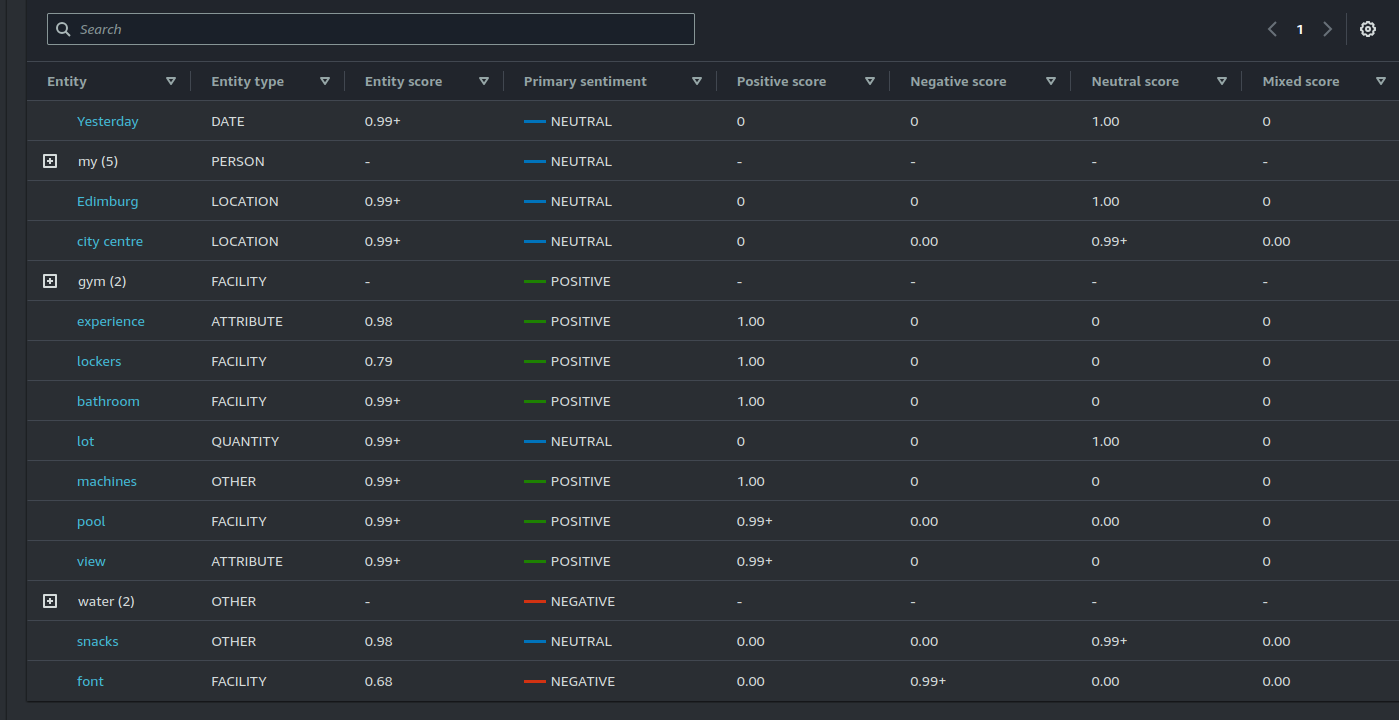 Search
1
Entity Entity type Entity score Primary sentiment Positive score Negative score Neutral score Mixed score
Yesterday DATE 0.99+ NEUTRAL 0 0 1.00 0
my (5) PERSON - NEUTRAL - - - -
Edimburg LOCATION 0.99+ NEUTRAL 0 0 1.00 0
city centre LOCATION 0.99+ NEUTRAL 0 0.00 0.99+ 0.00
gym (2) FACILITY - POSITIVE - - - -
experience ATTRIBUTE 0.98 POSITIVE 1.00 0 0 0
lockers FACILITY 0.79 POSITIVE 1.00 0 0 0
bathroom FACILITY 0.99+ POSITIVE 1.00 0 0 0
lot QUANTITY 0.99+ NEUTRAL 0 0 1.00 0
machines OTHER 0.99+ POSITIVE 1.00 0 0 0
pool FACILITY 0.99+ POSITIVE 0.99+ 0.00 0.00 0
view ATTRIBUTE 0.99+ POSITIVE 0.99+ 0 0 0
water (2) OTHER - NEGATIVE - - - -
snacks OTHER 0.98 NEUTRAL 0.00 0.00 0.99+ 0.00
font FACILITY 0.68 NEGATIVE 0.00 0.99+ 0.00 0.00